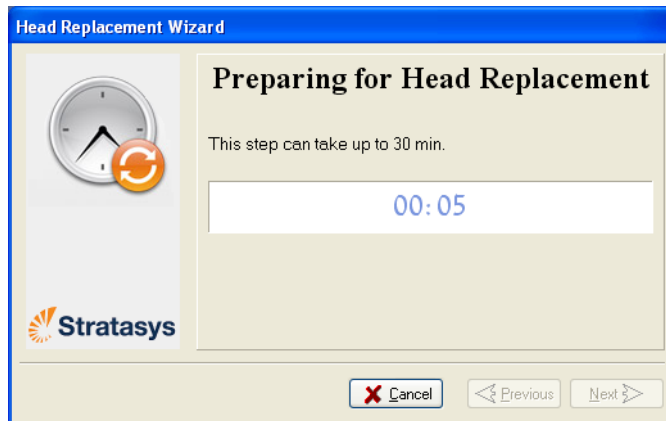 Head Replacement Wizard
Preparing for Head Replacement
This step can take up to 30 min.
00:05
Stratasys
Cancel
Previous
Next